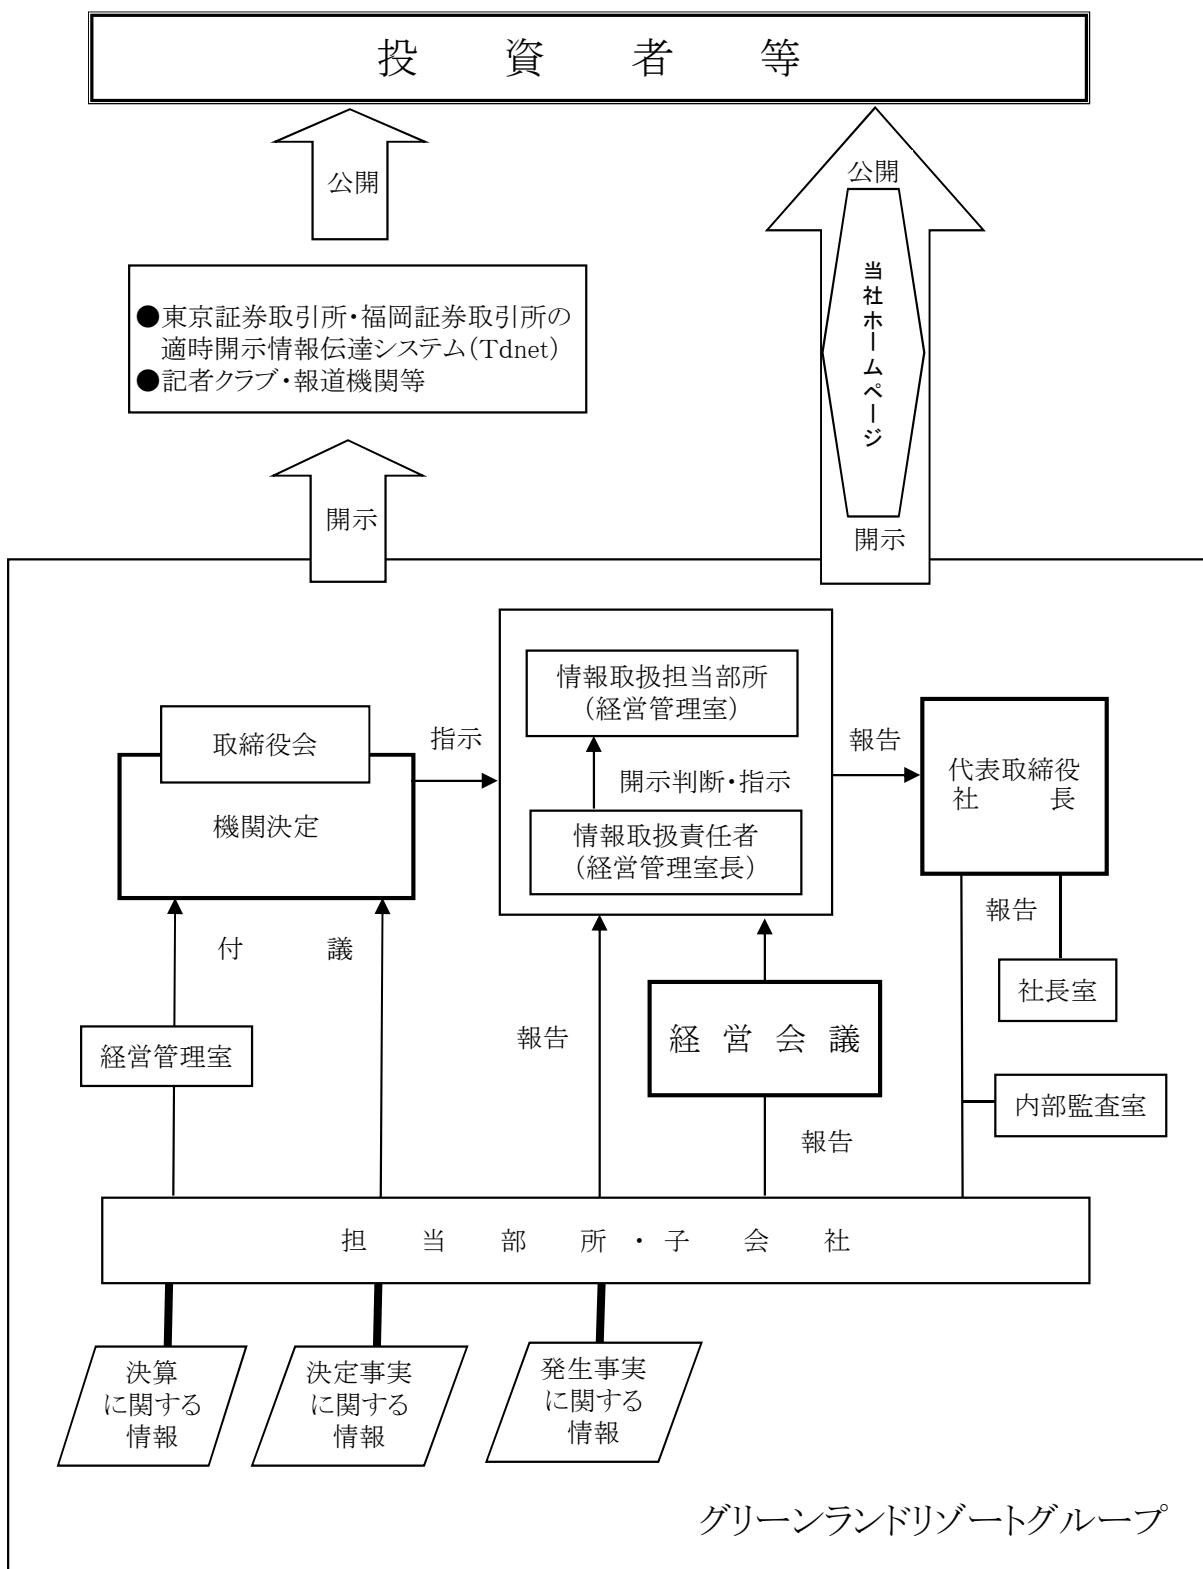 投資者等
公開
公開
●東京証券取引所・福岡証券取引所の
適時開示情報伝達システム(Tdnet)
●記者クラブ・報道機関等
当社ホームページ
開示
開示
情報取扱担当部所
(経営管理室)
開示判断・指示
情報取扱責任者
(経営管理室長)
取締役会
機関決定
指示
報告
代表取締役
社長
報告
付議
社長室
経営管理室
報告
経営会議
内部監査室
報告
担当部所・子会社
決算
に関する
情報
決定事実
に関する
情報
発生事実
に関する
情報
グリーンランドリゾートグループ